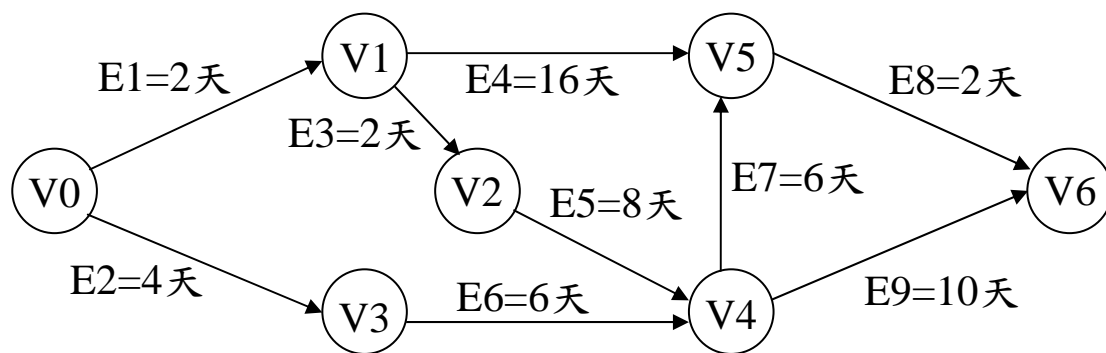 V1
V5
E1=2天
E4=16天
E8=2天
E3=2天
V0
V2
E7=6天
V6
E5=8天
E2=4天
E6=6天
E9=10天
V3
V4